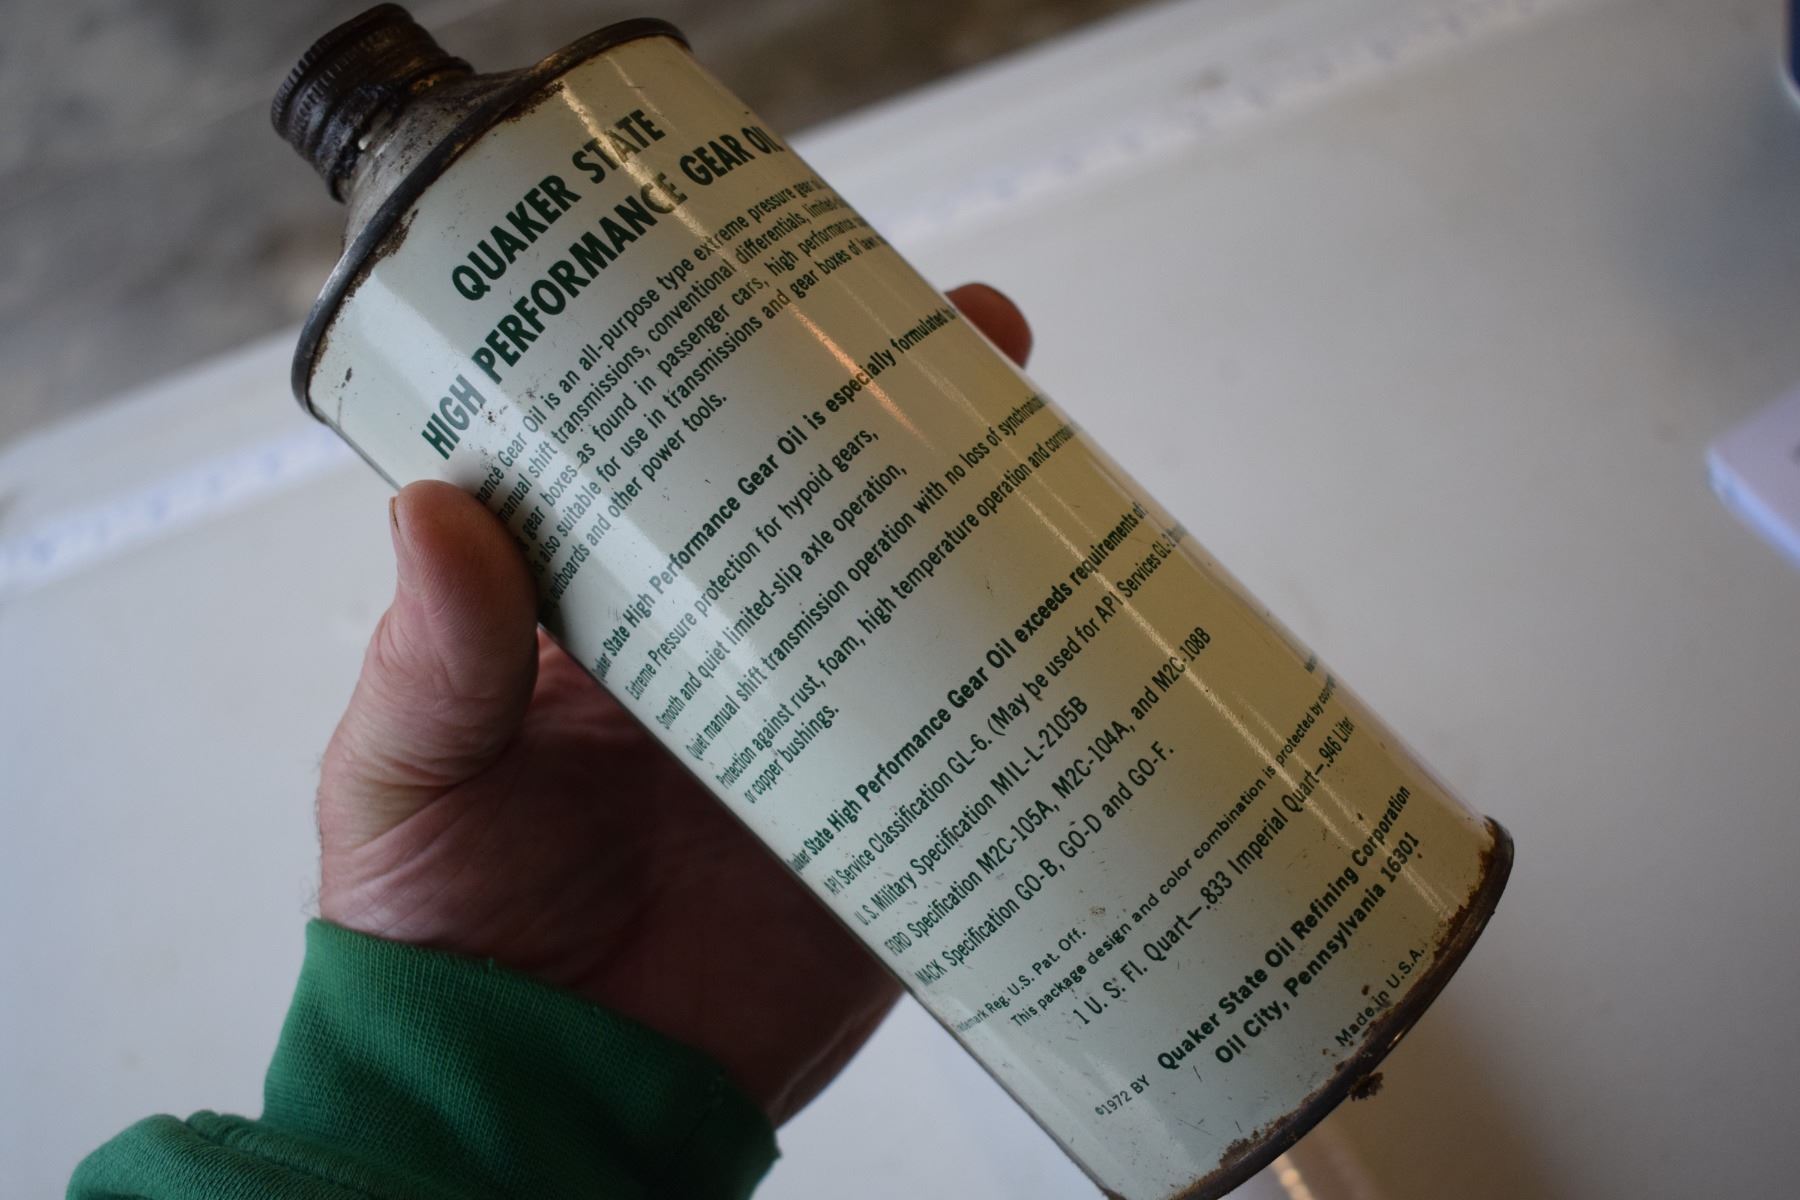 QUAKER STATE
HIGH PERFORMANCE GEAR OIL
Gear Oil is an all-purpose type extreme pressure gear
manual shift transmissions, conventional differentials,
gear boxes as found in passenger cars, high performance
also suitable for use in transmissions and gear boxes of
outboards and other power tools.
State High Performance Gear Oil is especially formulated
Extreme Pressure protection for hypoid gears,
Smooth and quiet limited-slip axle operation,
Quiet manual shift transmission operation with no loss of
Protection against rust, foam, high temperature operation and
or copper bushings.
State High Performance Gear Oil exceeds requirements of
API Service Classification GL-6. (May be used for API Services
U.S. Military Specification MIL-L-2105B
FORD Specification M2C-105A, M2C-104A, and M2C-108B
MACK Specification GO-B, GO-D and GO-F.
Reg. U.S. Pat. Off.
This package design and color combination is protected by
1 U. S. Fl. Quart—.833 Imperial Quart—.946 Liter
©1972 BY Quaker State Oil Refining Corporation
Oil City, Pennsylvania 16301
Made in U.S.A.